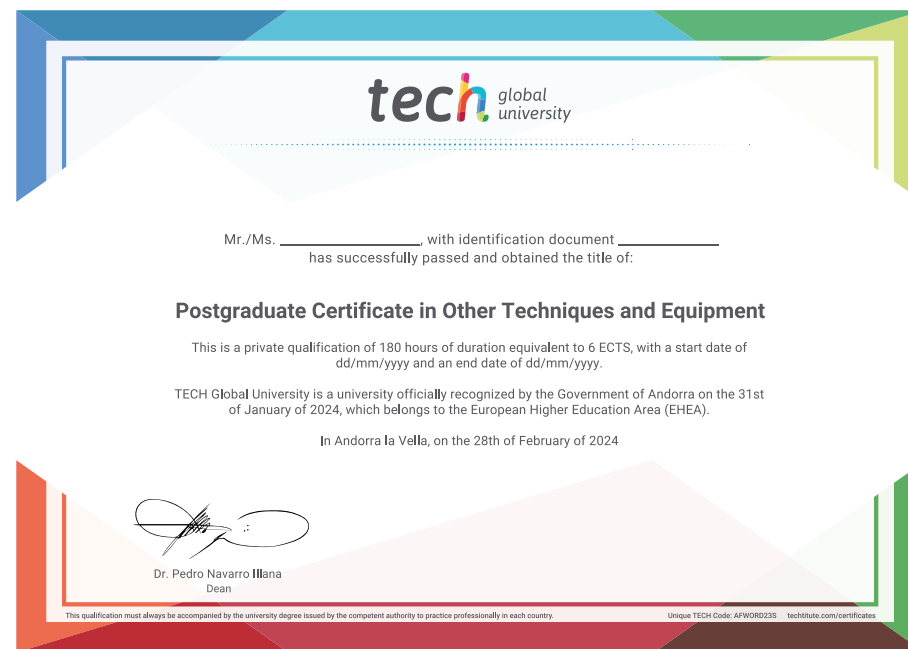 tech global
university
Mr./Ms. ____________, with identification document ____________
has successfully passed and obtained the title of:
Postgraduate Certificate in Other Techniques and Equipment
This is a private qualification of 180 hours of duration equivalent to 6 ECTS, with a start date of
dd/mm/yyyy and an end date of dd/mm/yyyy.
TECH Global University is a university officially recognized by the Government of Andorra on the 31st
of January of 2024, which belongs to the European Higher Education Area (EHEA).
In Andorra la Vella, on the 28th of February of 2024
Dr. Pedro Navarro Illana
Dean
This qualification must always be accompanied by the university degree issued by the competent authority to practice professionally in each country. Unique TECH Code: AFWORD23S techtitute.com/certificates